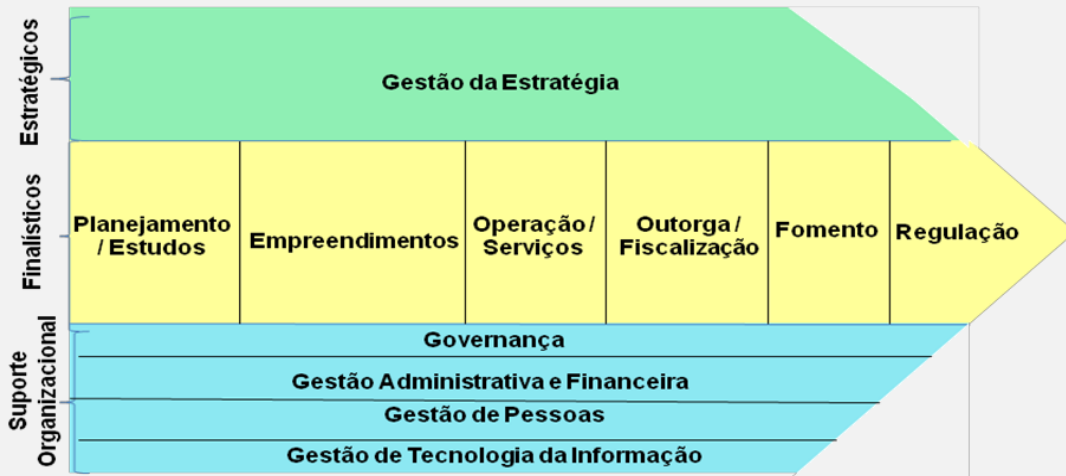 Estratégicos
Gestão da Estratégia
Finalísticos
Planejamento
/ Estudos
Empreendimentos
Operação /
Serviços
Outorga /
Fiscalização
Fomento
Regulação
Suporte
Organizacional
Governança
Gestão Administrativa e Financeira
Gestão de Pessoas
Gestão de Tecnologia da Informação